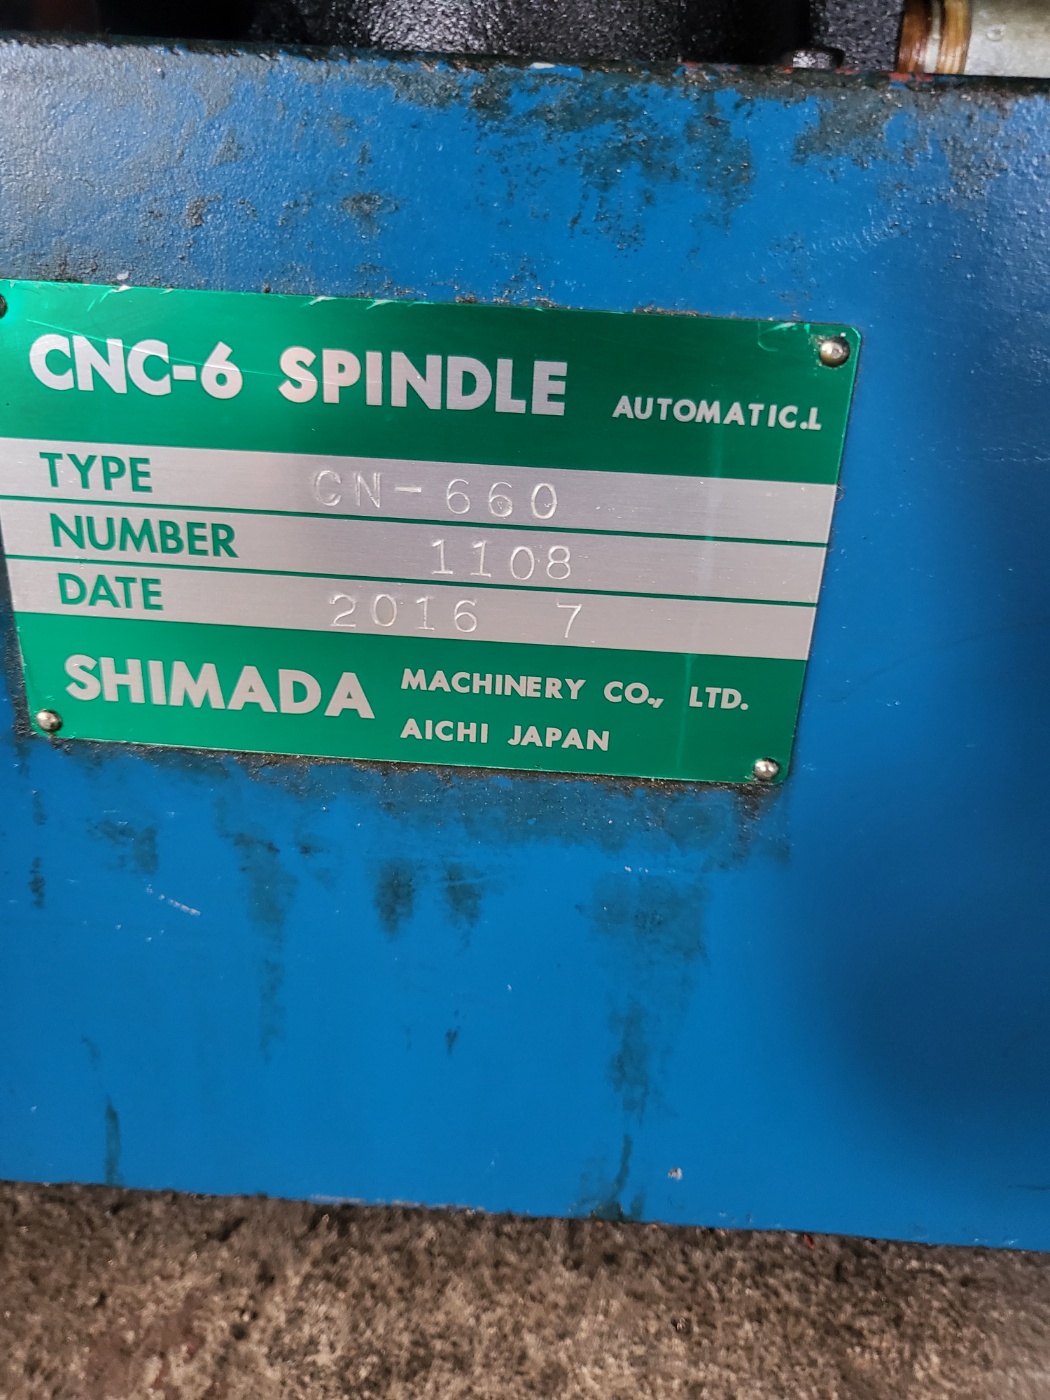 CNC-6 SPINDLE AUTOMATIC.L
TYPE CN-660
NUMBER 1108
DATE 2016 7
SHIMADA MACHINERY CO., LTD.
AICHI JAPAN